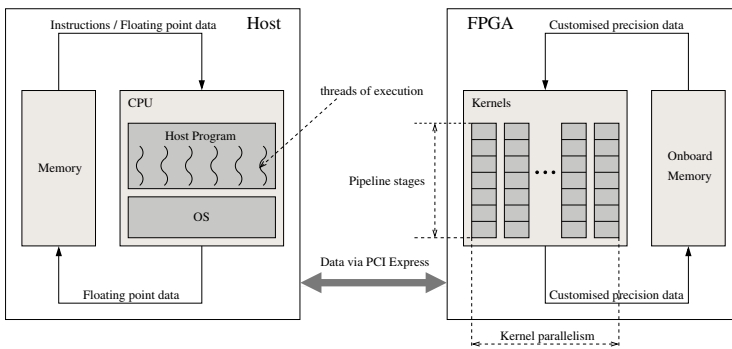 Instructions / Floating point data
Host
CPU
Host Program
Memory
OS
Floating point data
threads of execution
Pipeline stages
Data via PCI Express
FPGA
Customised precision data
Kernels
Onboard
Memory
Customised precision data
Kernel parallelism